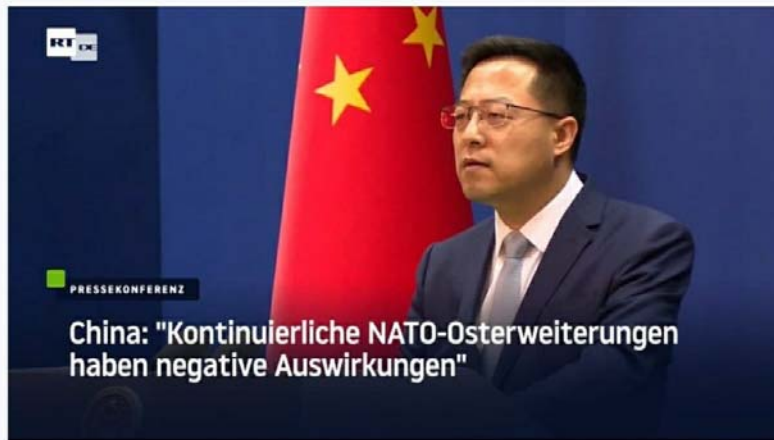 RT DE
PRESSEKONFERENZ
China: "Kontinuierliche NATO-Osterweiterungen
haben negative Auswirkungen"